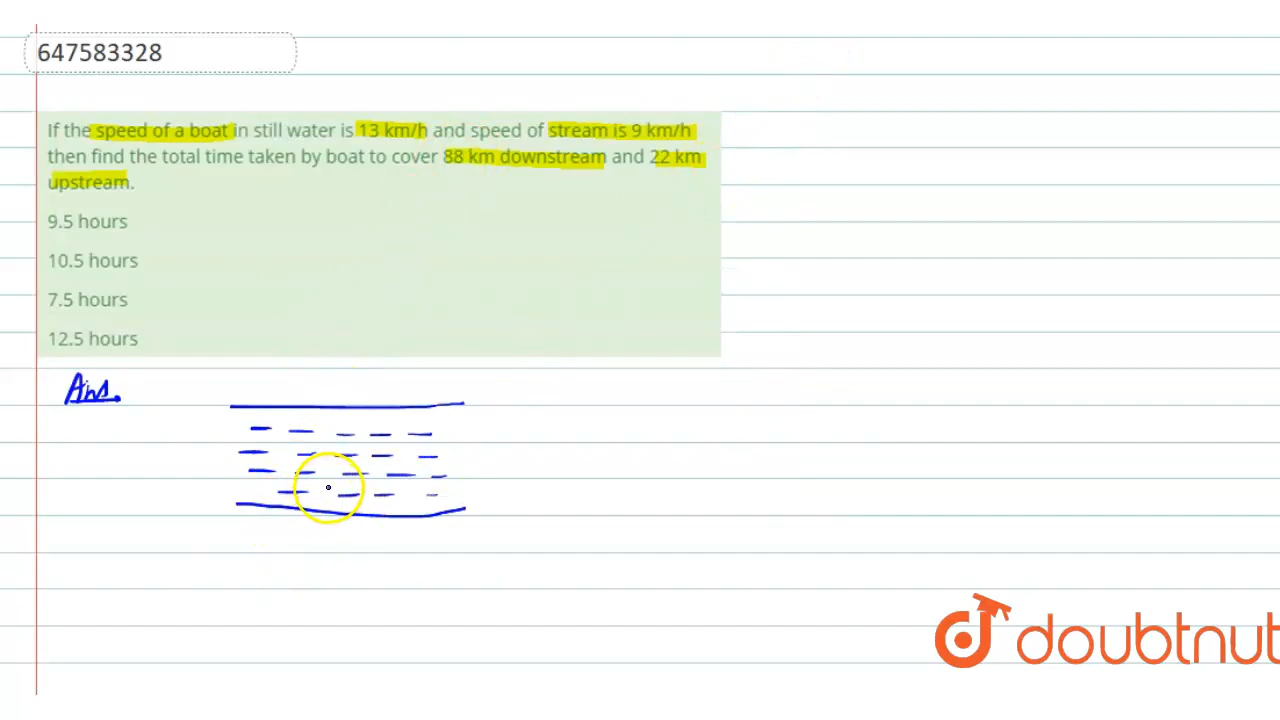 647583328
If the speed of a boat in still water is 13 km/h and speed of stream is 9 km/h
then find the total time taken by boat to cover 88 km downstream and 22 km
upstream.
9.5 hours
10.5 hours
7.5 hours
12.5 hours
Ans.
doubtnut